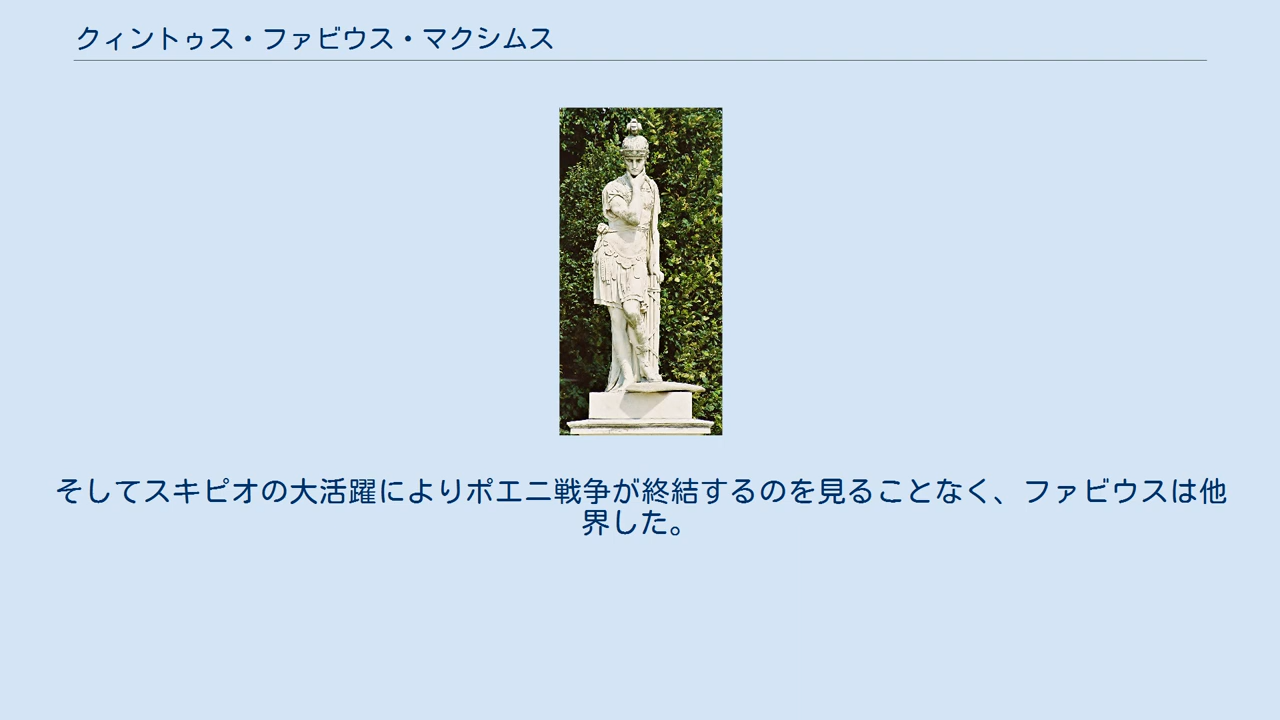 クィントゥス・ファビウス・マクシムス
そしてスキピオの大活躍によりポエニ戦争が終結するのを見ることなく、ファビウスは他
界した。